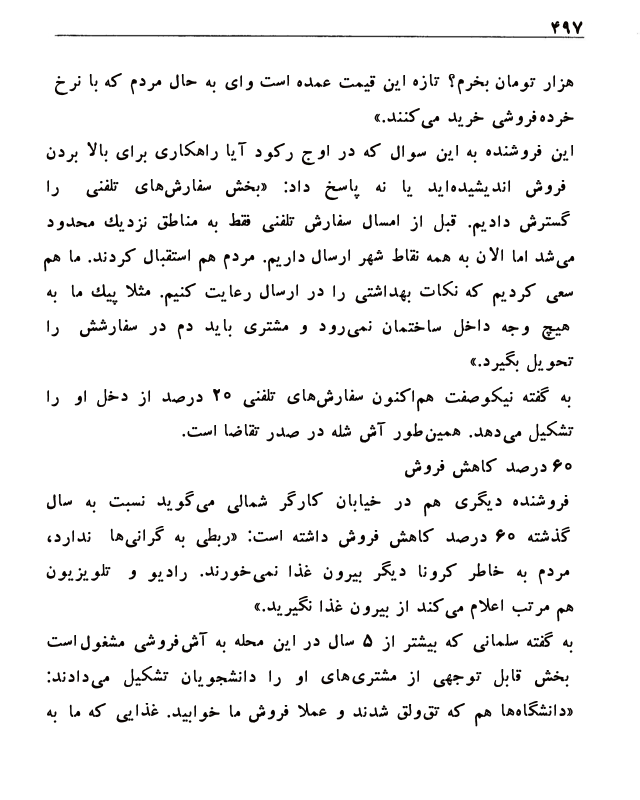 ۴۹۷
هزار تومان بخرم؟ تازه این قیمت عمده است وای به حال مردم که با نرخ
خرده‌فروشی خرید می‌کنند.»
این فروشنده به این سوال که در اوج رکود آیا راهکاری برای بالا بردن
فروش اندیشیده‌اید یا نه پاسخ داد: «بخش سفارش‌های تلفنی را
گسترش دادیم. قبل از امسال سفارش تلفنی فقط به مناطق نزدیك محدود
می‌شد اما الان به همه نقاط شهر ارسال داریم. مردم هم استقبال کردند. ما هم
سعی کردیم که نکات بهداشتی را در ارسال رعایت کنیم. مثلا پیك ما به
هیچ وجه داخل ساختمان نمی‌رود و مشتری باید دم در سفارشش را
تحویل بگیرد.»
به گفته نیکوصفت هم‌اکنون سفارش‌های تلفنی ۲۰ درصد از دخل او را
تشکیل می‌دهد. همین‌طور آش شله در صدر تقاضا است.
۶۰ درصد کاهش فروش
فروشنده دیگری هم در خیابان کارگر شمالی می‌گوید نسبت به سال
گذشته ۶۰ درصد کاهش فروش داشته است: «ربطی به گرانی‌ها ندارد،
مردم به خاطر کرونا دیگر بیرون غذا نمی‌خورند. رادیو و تلویزیون
هم مرتب اعلام می‌کند از بیرون غذا نگیرید.»
به گفته سلمانی که بیشتر از ۵ سال در این محله به آش‌فروشی مشغول است
بخش قابل توجهی از مشتری‌های او را دانشجویان تشکیل می‌دادند:
«دانشگاه‌ها هم که تق‌ولق شدند و عملا فروش ما خوابید. غذایی که ما به